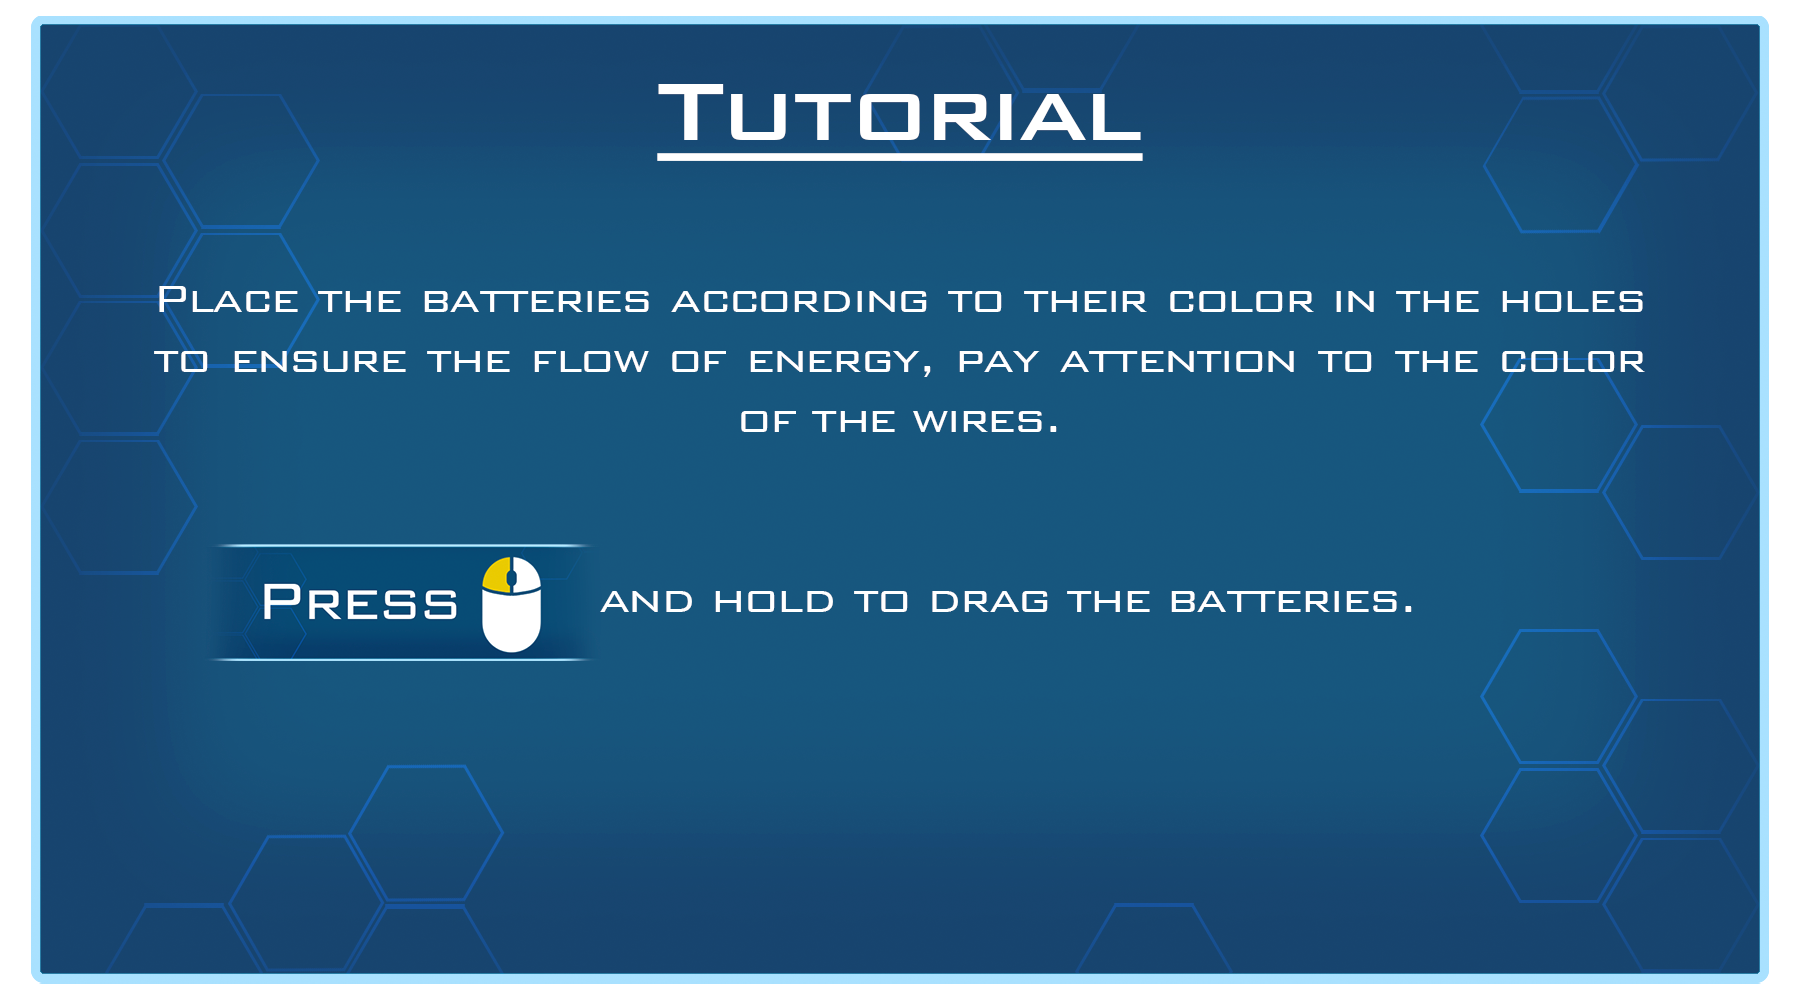 Tutorial
Place the batteries according to their color in the holes
to ensure the flow of energy, pay attention to the color
of the wires.
Press and hold to drag the batteries.